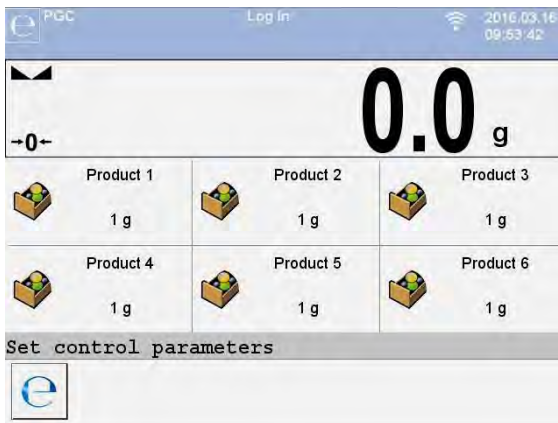 e PGC Log In 2016.03.16
09:53:42
0.0 g
→0←
Product 1 Product 2 Product 3
1 g 1 g 1 g
Product 4 Product 5 Product 6
1 g 1 g 1 g
Set control parameters
e